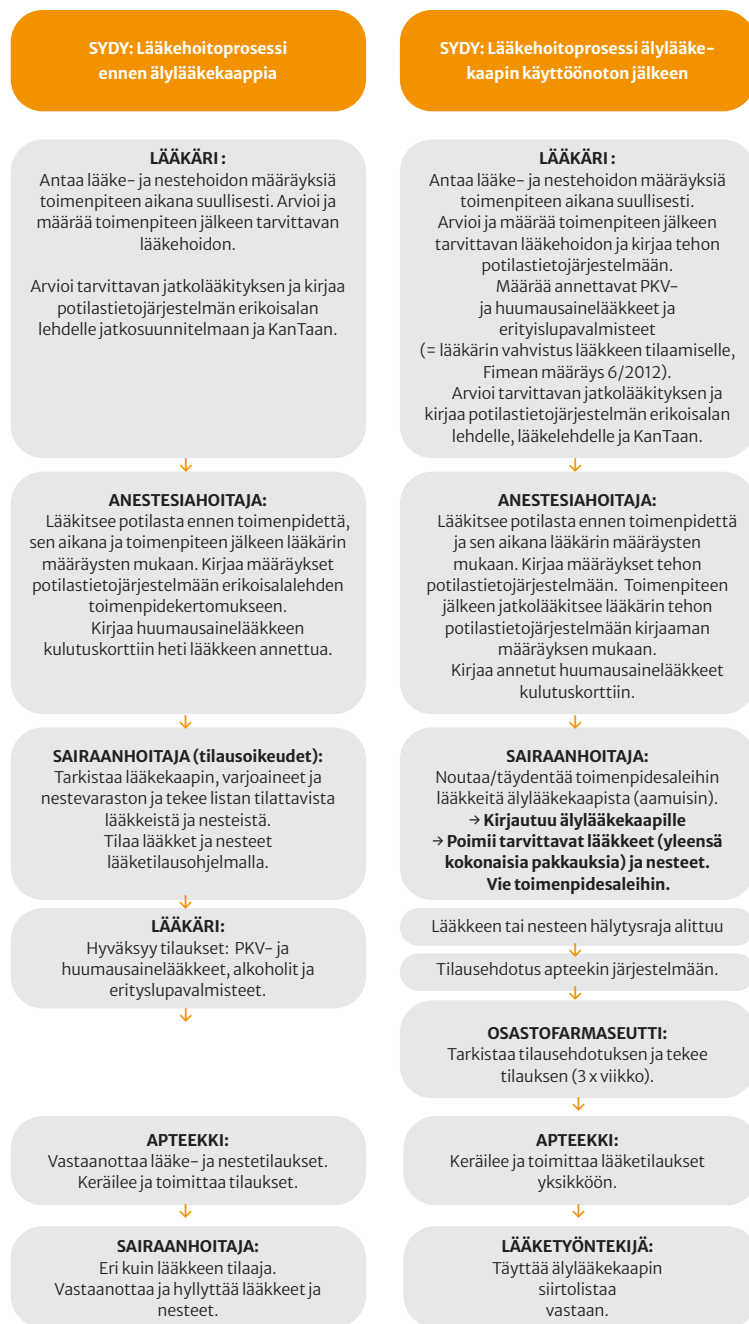 SYDY: Lääkehoitoprosessi
ennen älylääkekaappia
LÄÄKÄRI :
Antaa lääke- ja nestehoidon määräyksiä
toimenpiteen aikana suullisesti. Arvioi ja
määrää toimenpiteen jälkeen tarvittavan
lääkehoidon.
Arvioi tarvittavan jatkolääkityksen ja kirjaa
potilastietojärjestelmän erikoisalan
lehdelle jatkosuunnitelmaan ja KanTaan.
↓
ANESTESIAHOITAJA:
Lääkitsee potilasta ennen toimenpidettä,
sen aikana ja toimenpiteen jälkeen lääkärin
määräysten mukaan. Kirjaa määräykset
potilastietojärjestelmään erikoisalalehden
toimenpidekertomukseen.
Kirjaa huumausainelääkkeen
kulutuskorttiin heti lääkkeen annettua.
↓
SAIRAANHOITAJA (tilausoikeudet):
Tarkistaa lääkekaapin, varjoaineet ja
nestevaraston ja tekee listan tilattavista
lääkkeistä ja nesteistä.
Tilaa lääkket ja nesteet
lääketilausohjelmalla.
↓
LÄÄKÄRI:
Hyväksyy tilaukset: PKV- ja
huumausainelääkkeet, alkoholit ja
erityslupavalmisteet.
↓
APTEEKKI:
Vastaanottaa lääke- ja nestetilaukset.
Keräilee ja toimittaa tilaukset.
↓
SAIRAANHOITAJA:
Eri kuin lääkkeen tilaaja.
Vastaanottaa ja hyllyttää lääkkeet ja
nesteet.
SYDY: Lääkehoitoprosessi älylääke-
kaapin käyttöönoton jälkeen
LÄÄKÄRI:
Antaa lääke- ja nestehoidon määräyksiä
toimenpiteen aikana suullisesti.
Arvioi ja määrää toimenpiteen jälkeen
tarvittavan lääkehoidon ja kirjaa tehon
potilastietojärjestelmään.
Määrää annettavat PKV-
ja huumausainelääkkeet ja
erityislupavalmisteet
(= lääkärin vahvistus lääkkeen tilaamiselle,
Fimean määräys 6/2012).
Arvioi tarvittavan jatkolääkityksen ja
kirjaa potilastietojärjestelmän erikoisalan
lehdelle, lääkelehdelle ja KanTaan.
↓
ANESTESIAHOITAJA:
Lääkitsee potilasta ennen toimenpidettä
ja sen aikana lääkärin määräysten
mukaan. Kirjaa määräykset tehon
potilastietojärjestelmään. Toimenpiteen
jälkeen jatkolääkitsee lääkärin tehon
potilastietojärjestelmään kirjaaman
määräyksen mukaan.
Kirjaa annetut huumausainelääkkeet
kulutuskorttiin.
↓
SAIRAANHOITAJA:
Noutaa/täydentää toimenpidesaleihin
lääkkeitä älylääkekaapista (aamuisin).
→ Kirjautuu älylääkekaapille
→ Poimii tarvittavat lääkkeet (yleensä
kokonaisia pakkauksia) ja nesteet.
Vie toimenpidesaleihin.
Lääkkeen tai nesteen hälytysraja alittuu
↓
Tilausehdotus apteekin järjestelmään.
↓
OSASTOFARMASEUTTI:
Tarkistaa tilausehdotuksen ja tekee
tilauksen (3 x viikko).
↓
APTEEKKI:
Keräilee ja toimittaa lääketilaukset
yksikköön.
↓
LÄÄKETYÖNTEKIJÄ:
Täyttää älylääkekaapin
siirtolistaa
vastaan.